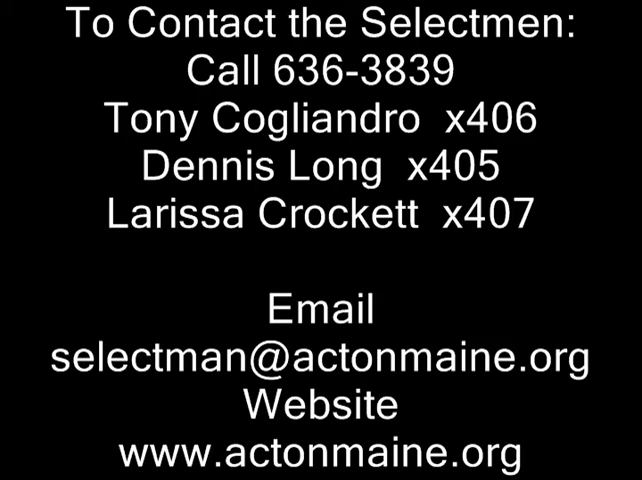 To Contact the Selectmen:
Call 636-3839
Tony Cogliandro  x406
Dennis Long  x405
Larissa Crockett  x407
Email
selectman@actonmaine.org
Website
www.actonmaine.org